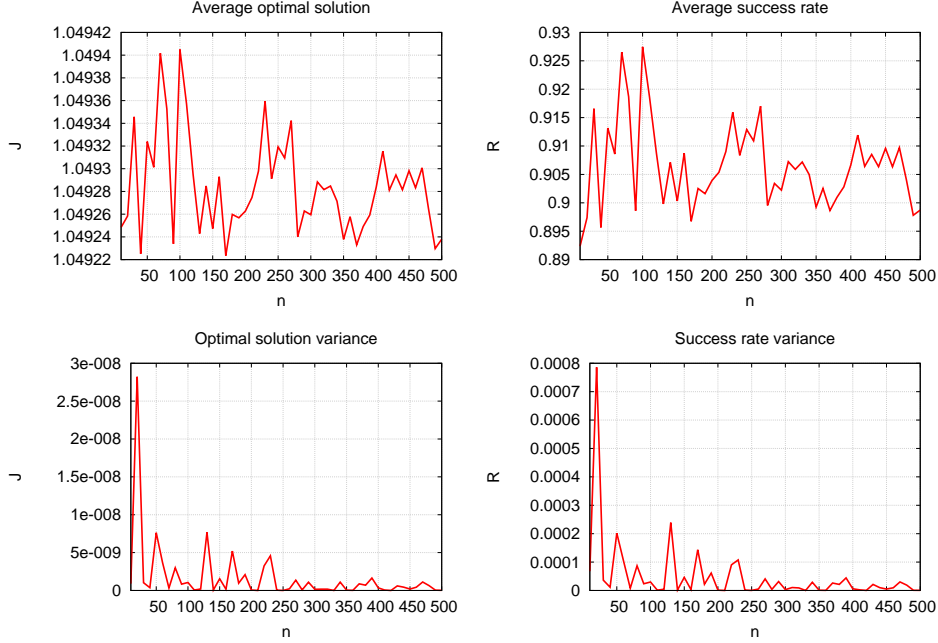 Average optimal solution
1.04942
1.0494
1.04938
1.04936
1.04934
1.04932
1.0493
1.04928
1.04926
1.04924
1.04922
J
50 100 150 200 250 300 350 400 450 500
n
Average success rate
0.93
0.925
0.92
0.915
0.91
0.905
0.9
0.895
0.89
R
50 100 150 200 250 300 350 400 450 500
n
Optimal solution variance
3e-008
2.5e-008
2e-008
1.5e-008
1e-008
5e-009
0
J
50 100 150 200 250 300 350 400 450 500
n
Success rate variance
0.0008
0.0007
0.0006
0.0005
0.0004
0.0003
0.0002
0.0001
0
R
50 100 150 200 250 300 350 400 450 500
n